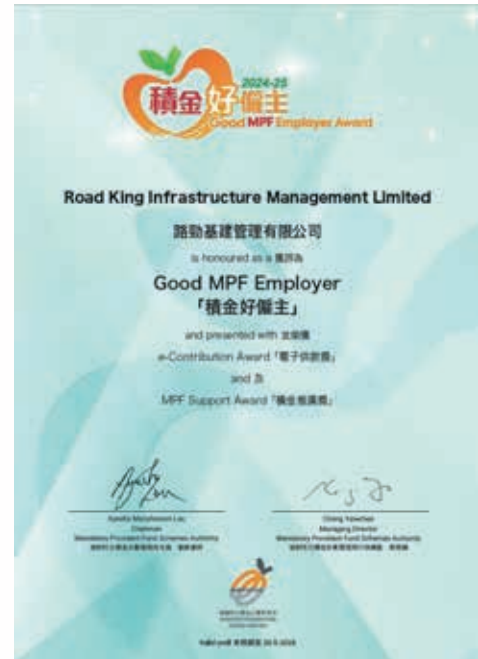 2024-25
積金好僱主
Good MPF Employer Award
Road King Infrastructure Management Limited
路勁基建管理有限公司
is honoured as a 獲評為
Good MPF Employer
「積金好僱主」
and presented with 並榮獲
e-Contribution Award 「電子供款獎」
and 及
MPF Support Award 「積金推廣獎」
Chairman
Managing Director
Mandatory Provident Fund Schemes Authority
Mandatory Provident Fund Schemes Authority